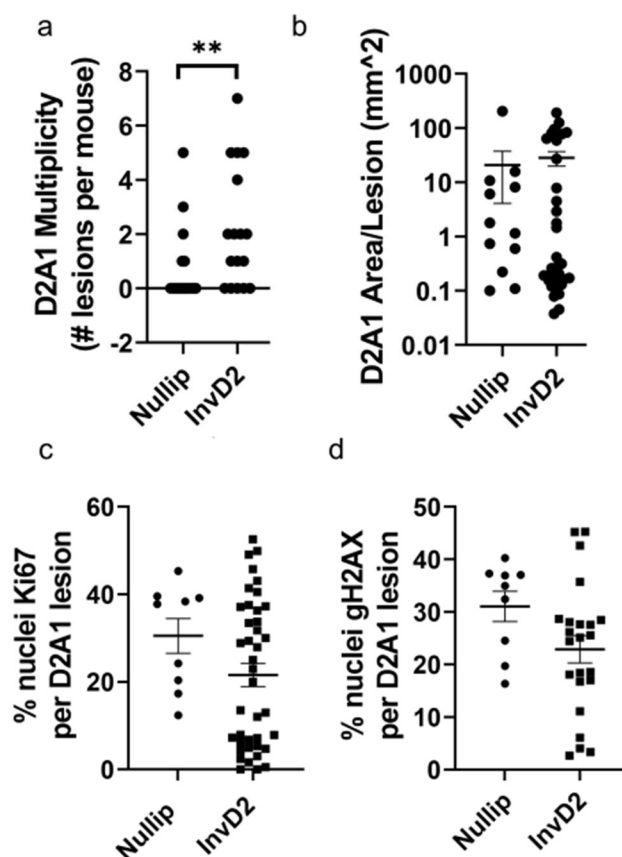 a
**
D2A1 Multiplicity
(# lesions per mouse)
8
6
4
2
0
-2
Nullip
InvD2
b
D2A1 Area/Lesion (mm^2)
1000
100
10
1
0.1
0.01
Nullip
InvD2
c
% nuclei Ki67
per D2A1 lesion
60
40
20
0
Nullip
InvD2
d
% nuclei gH2AX
per D2A1 lesion
50
40
30
20
10
0
Nullip
InvD2